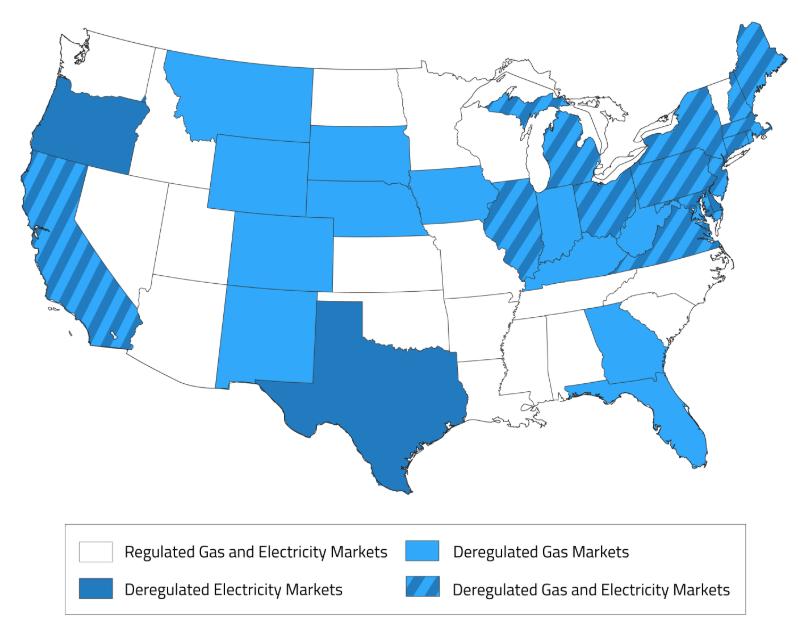 Regulated Gas and Electricity Markets
Deregulated Gas Markets
Deregulated Electricity Markets
Deregulated Gas and Electricity Markets